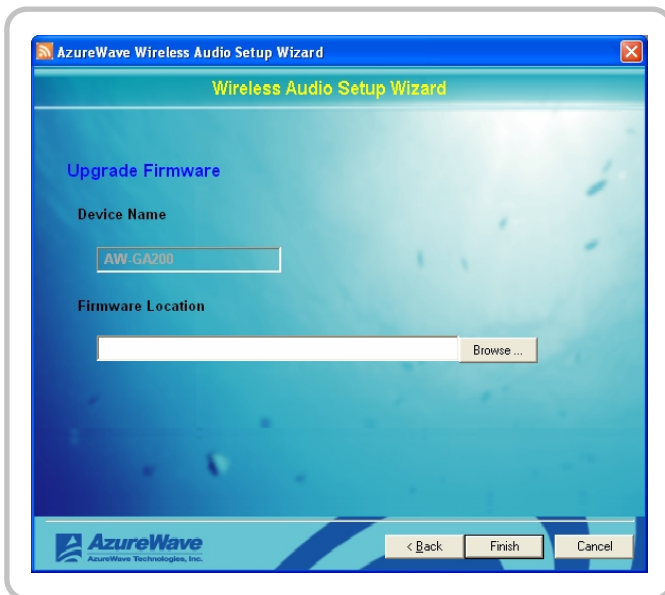 AzureWave Wireless Audio Setup Wizard
Wireless Audio Setup Wizard
Upgrade Firmware
Device Name
AW-GA200
Firmware Location
Browse ...
AzureWave
AzureWave Technologies, Inc.
< Back
Finish
Cancel